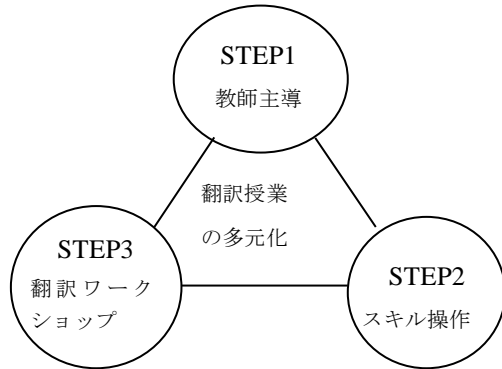 STEP1
教師主導
翻訳授業
の多元化
STEP3
翻訳ワーク
ショップ
STEP2
スキル操作